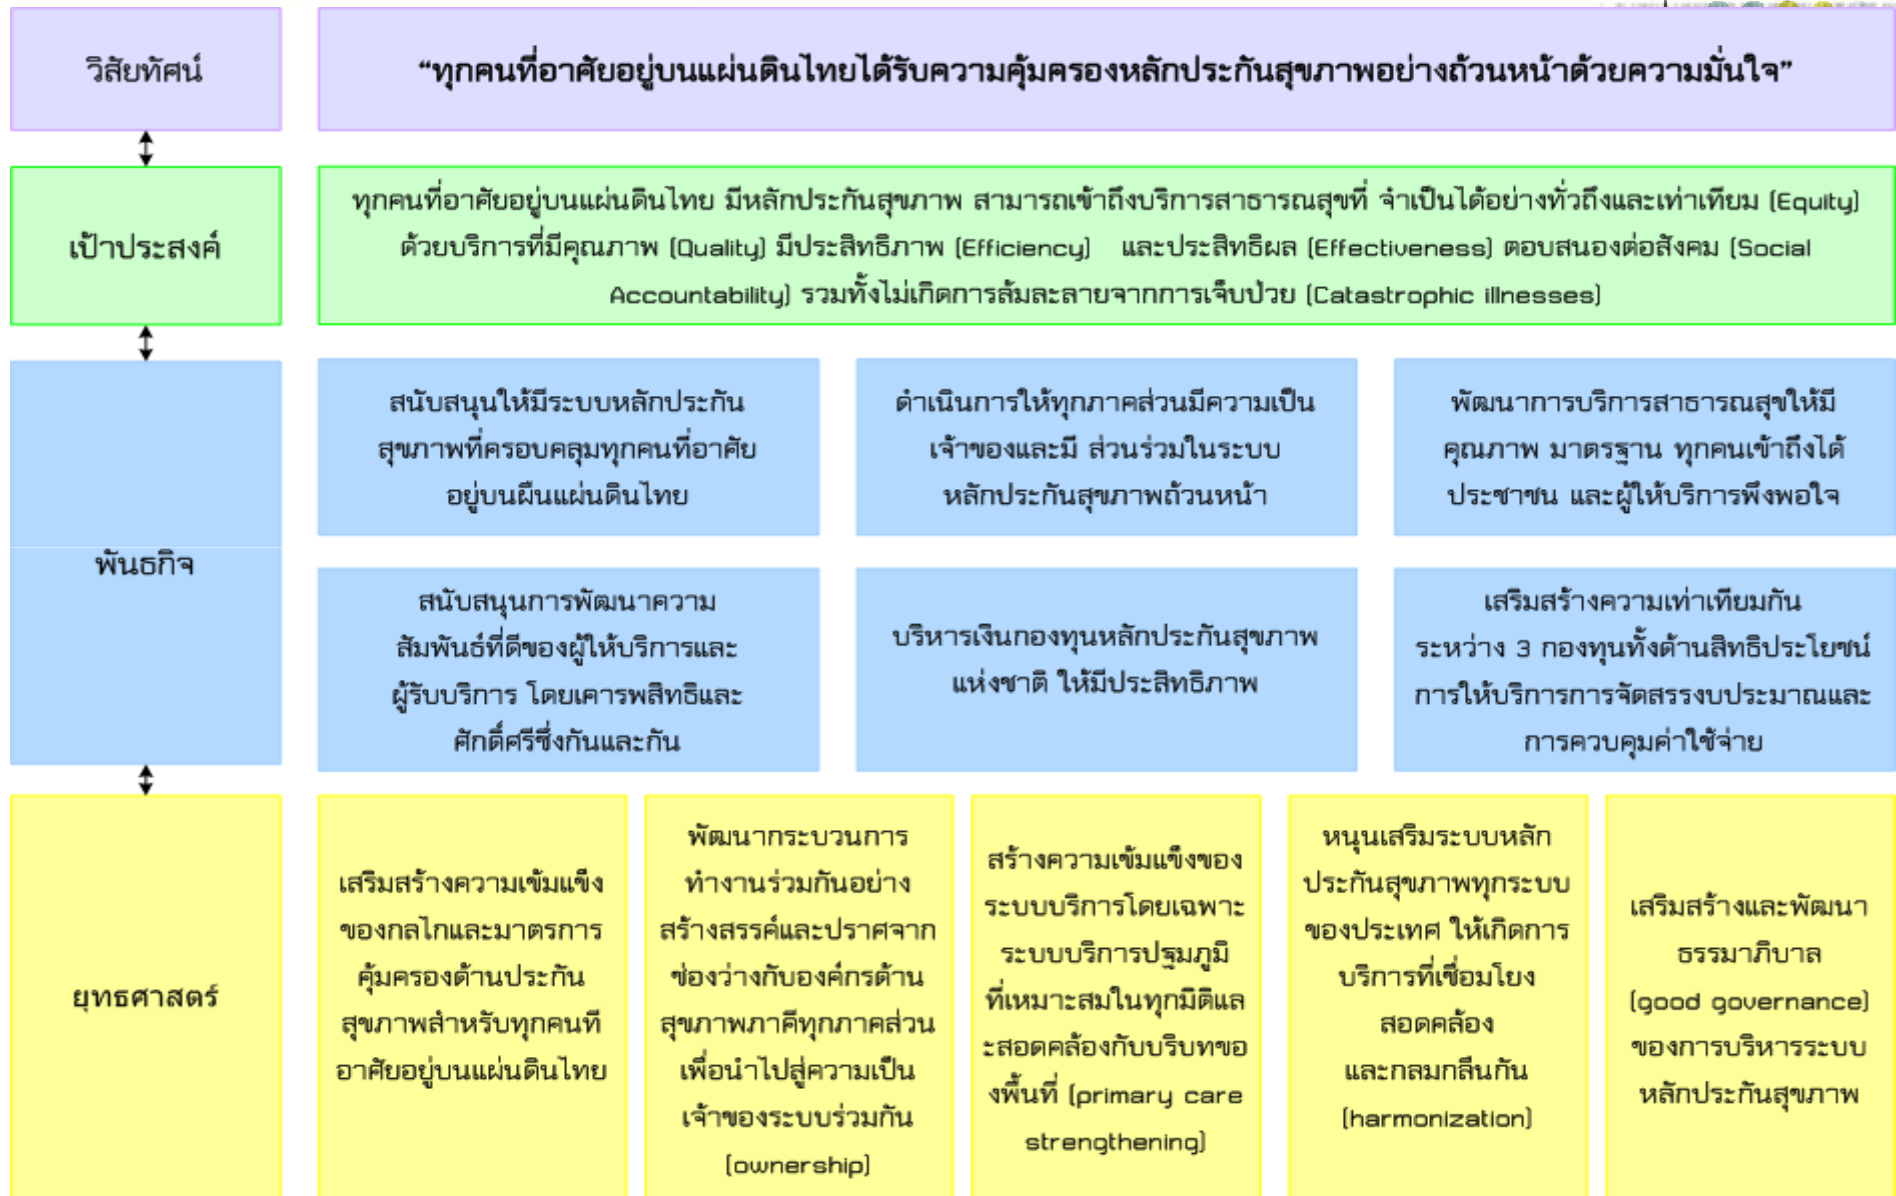 วิสัยทัศน์
“ทุกคนที่อาศัยอยู่บนแผ่นดินไทยได้รับความคุ้มครองหลักประกันสุขภาพอย่างถ้วนหน้าด้วยความมั่นใจ”
เป้าประสงค์
ทุกคนที่อาศัยอยู่บนแผ่นดินไทย มีหลักประกันสุขภาพ สามารถเข้าถึงบริการสาธารณสุขที่ จำเป็นได้อย่างทั่วถึงและเท่าเทียม (Equity)
ด้วยบริการที่มีคุณภาพ (Quality) มีประสิทธิภาพ (Efficiency) และประสิทธิผล (Effectiveness) ตอบสนองต่อสังคม (Social
Accountability) รวมทั้งไม่เกิดการล้มละลายจากการเจ็บป่วย (Catastrophic illnesses)
พันธกิจ
สนับสนุนให้มีระบบหลักประกัน
สุขภาพที่ครอบคลุมทุกคนที่อาศัย
อยู่บนผืนแผ่นดินไทย
ดำเนินการให้ทุกภาคส่วนมีความเป็น
เจ้าของและมี ส่วนร่วมในระบบ
หลักประกันสุขภาพถ้วนหน้า
พัฒนาการบริการสาธารณสุขให้มี
คุณภาพ มาตรฐาน ทุกคนเข้าถึงได้
ประชาชน และผู้ให้บริการพึงพอใจ
สนับสนุนการพัฒนาความ
สัมพันธ์ที่ดีของผู้ให้บริการและ
ผู้รับบริการ โดยเคารพสิทธิและ
ศักดิ์ศรีซึ่งกันและกัน
บริหารเงินกองทุนหลักประกันสุขภาพ
แห่งชาติ ให้มีประสิทธิภาพ
เสริมสร้างความเท่าเทียมกัน
ระหว่าง 3 กองทุนทั้งด้านสิทธิประโยชน์
การให้บริการการจัดสรรงบประมาณและ
การควบคุมค่าใช้จ่าย
ยุทธศาสตร์
เสริมสร้างความเข้มแข็ง
ของกลไกและมาตรการ
คุ้มครองด้านประกัน
สุขภาพสำหรับทุกคนที
อาศัยอยู่บนแผ่นดินไทย
พัฒนากระบวนการ
ทำงานร่วมกันอย่าง
สร้างสรรค์และปราศจาก
ช่องว่างกับองค์กรด้าน
สุขภาพภาคีทุกภาคส่วน
เพื่อนำไปสู่ความเป็น
เจ้าของระบบร่วมกัน
(ownership)
สร้างความเข้มแข็งของ
ระบบบริการโดยเฉพาะ
ระบบบริการปฐมภูมิ
ที่เหมาะสมในทุกมิติแล
ะสอดคล้องกับบริบทขอ
งพื้นที่ (primary care
strengthening)
หนุนเสริมระบบหลัก
ประกันสุขภาพทุกระบบ
ของประเทศ ให้เกิดการ
บริการที่เชื่อมโยง
สอดคล้อง
และกลมกลืนกัน
(harmonization)
เสริมสร้างและพัฒนา
ธรรมาภิบาล
(good governance)
ของการบริหารระบบ
หลักประกันสุขภาพ